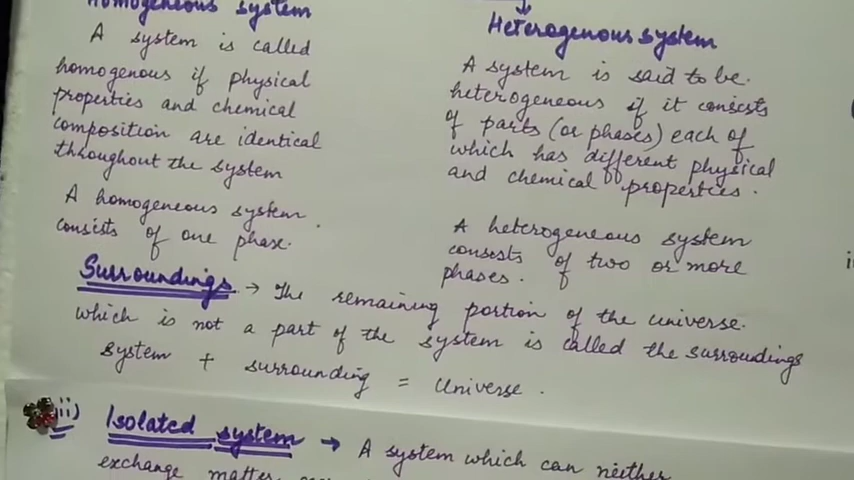 Homogeneous system
A system is called
homogenous if physical
properties and chemical
composition are identical
throughout the system
A homogeneous system
consists of one phase.
Heterogenous system
A system is said to be.
heterogeneous if it consists
of parts (or phases) each of
which has different physical
and chemical properties.
A heterogeneous system
consists of two or more
phases.
Surroundings → The remaining portion of the universe.
which is not a part of the system is called the surroundings
system + surrounding = Universe.
ii) Isolated system → A system which can neither
exchange matter